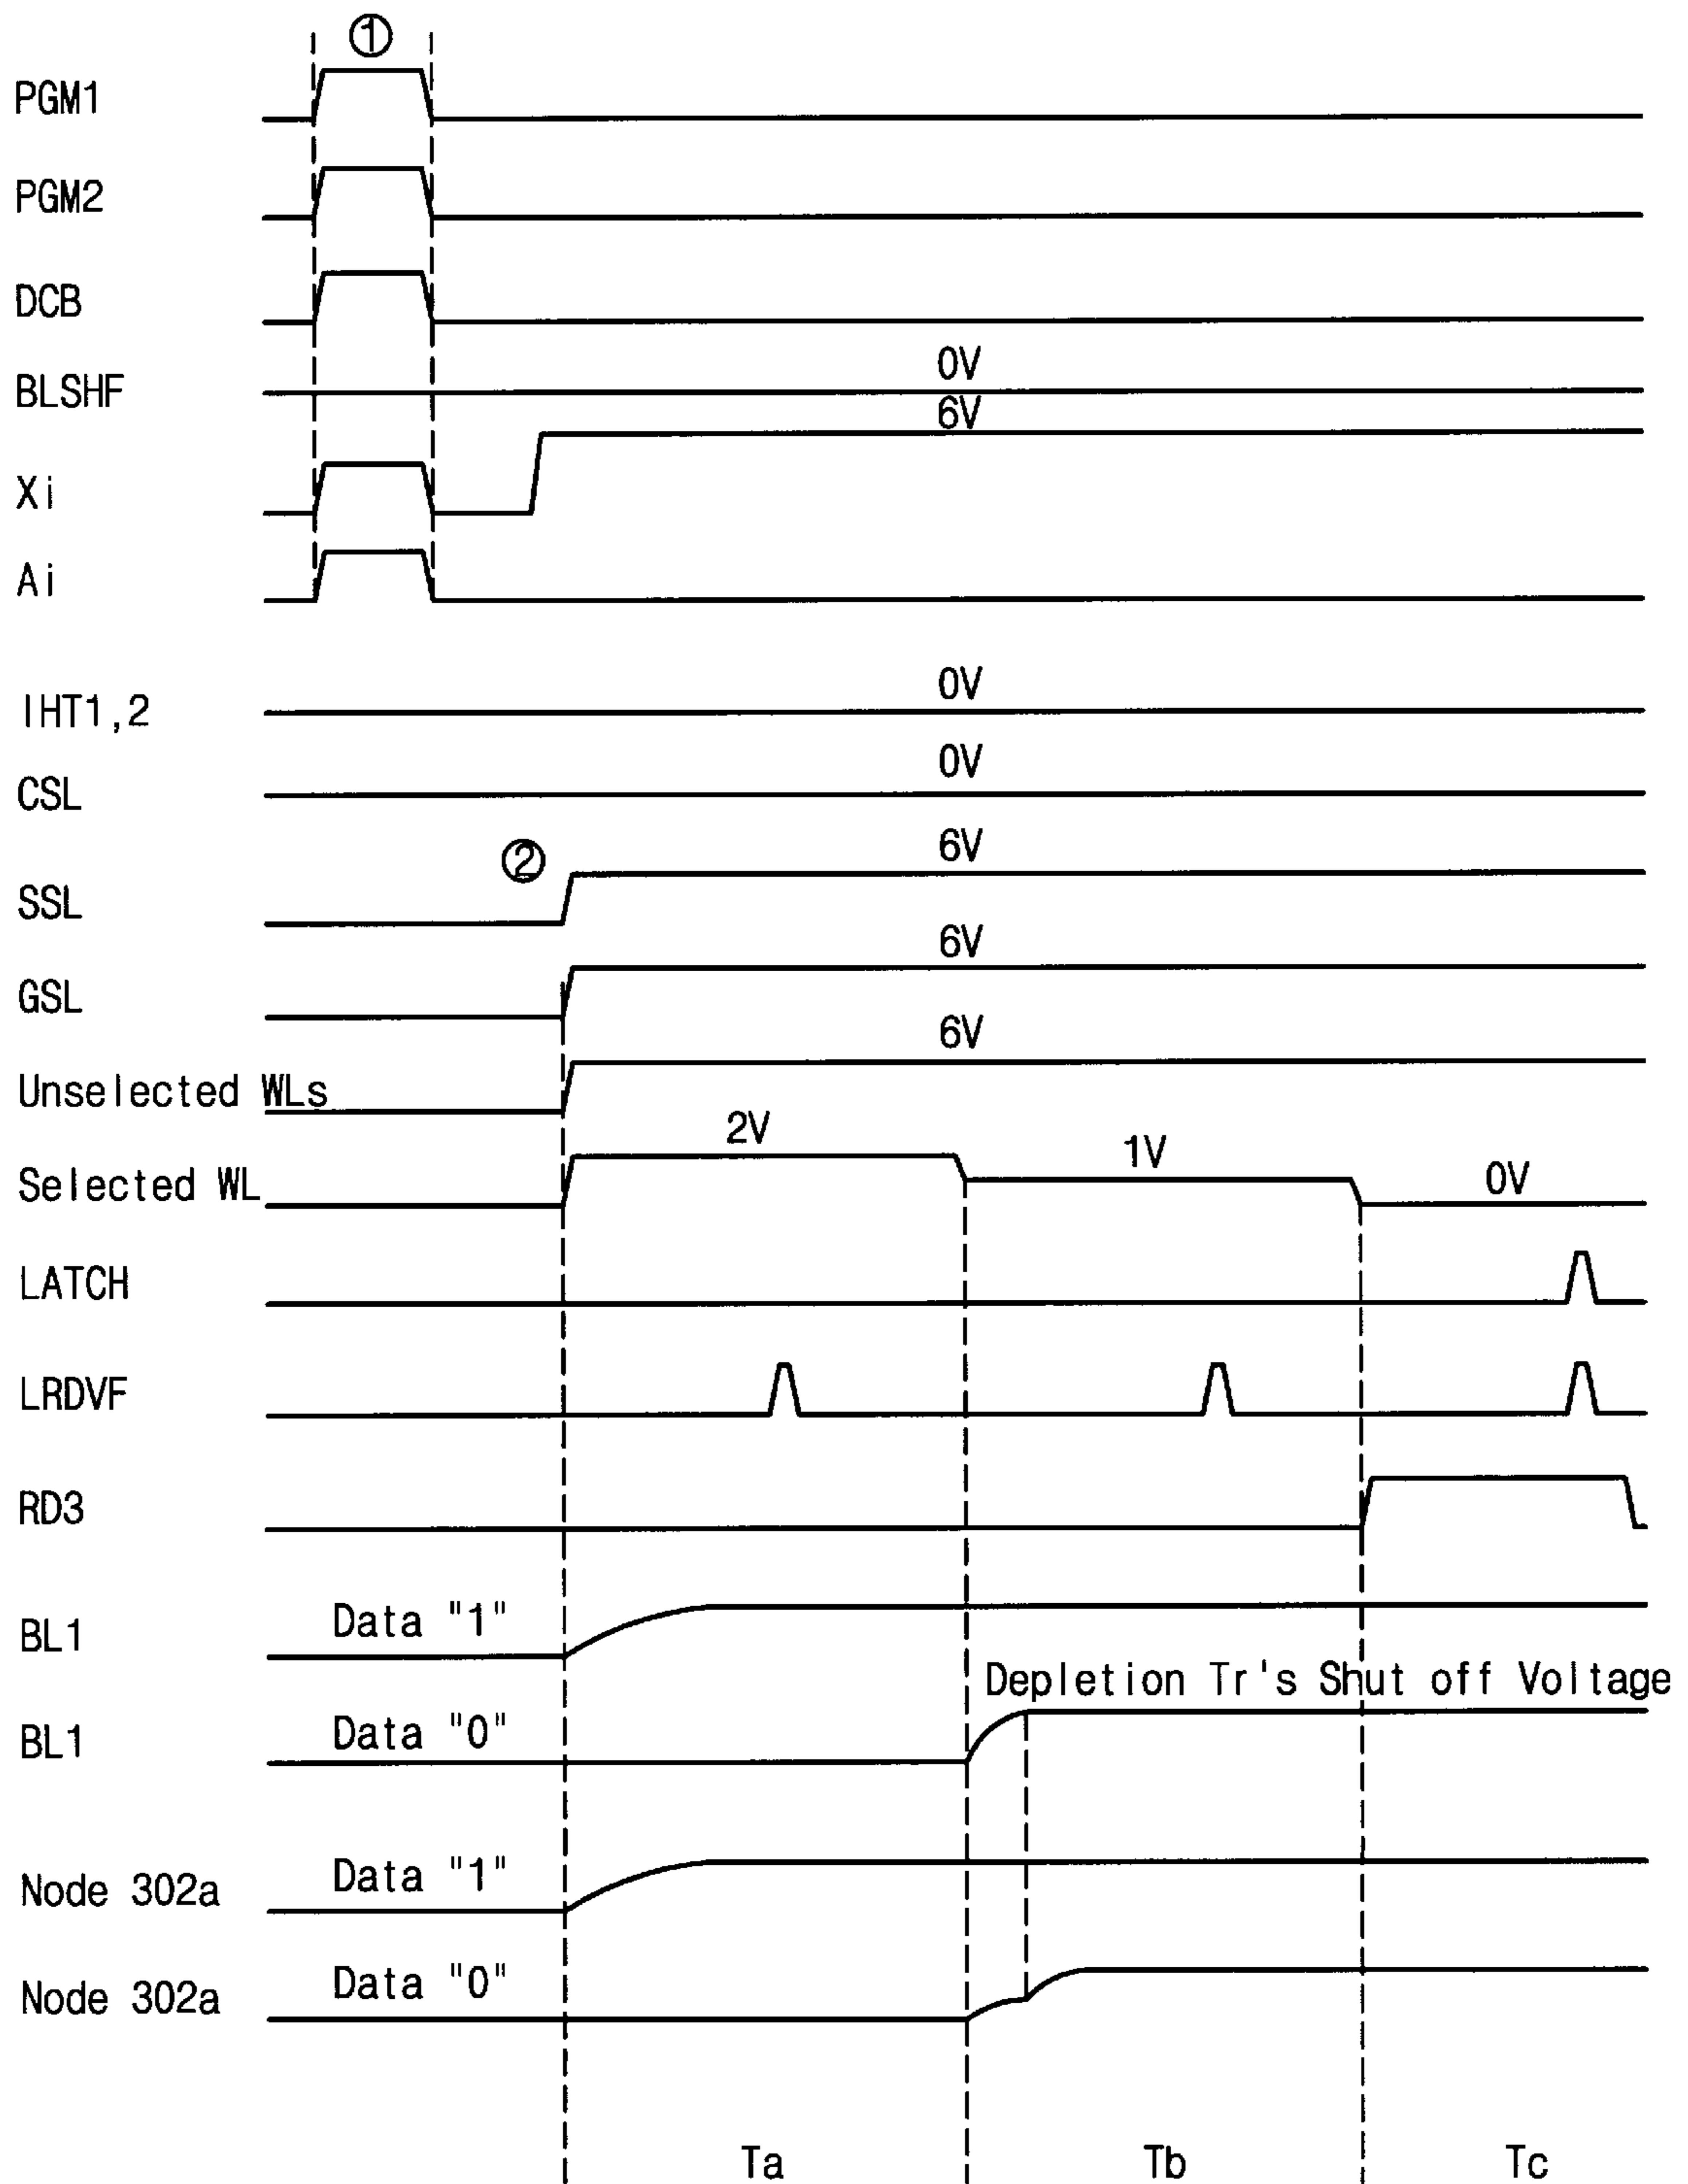 ①
PGM1
PGM2
DCB
0V
BLSHF
6V
Xi
Ai
0V
IHT1,2
0V
CSL
② 6V
SSL
6V
GSL
6V
Unselected WLs
2V 1V
Selected WL 0V
LATCH
LRDVF
RD3
BL1 Data "1"
Depletion Tr's Shut off Voltage
BL1 Data "0"
Node 302a Data "1"
Node 302a Data "0"
Ta Tb Tc